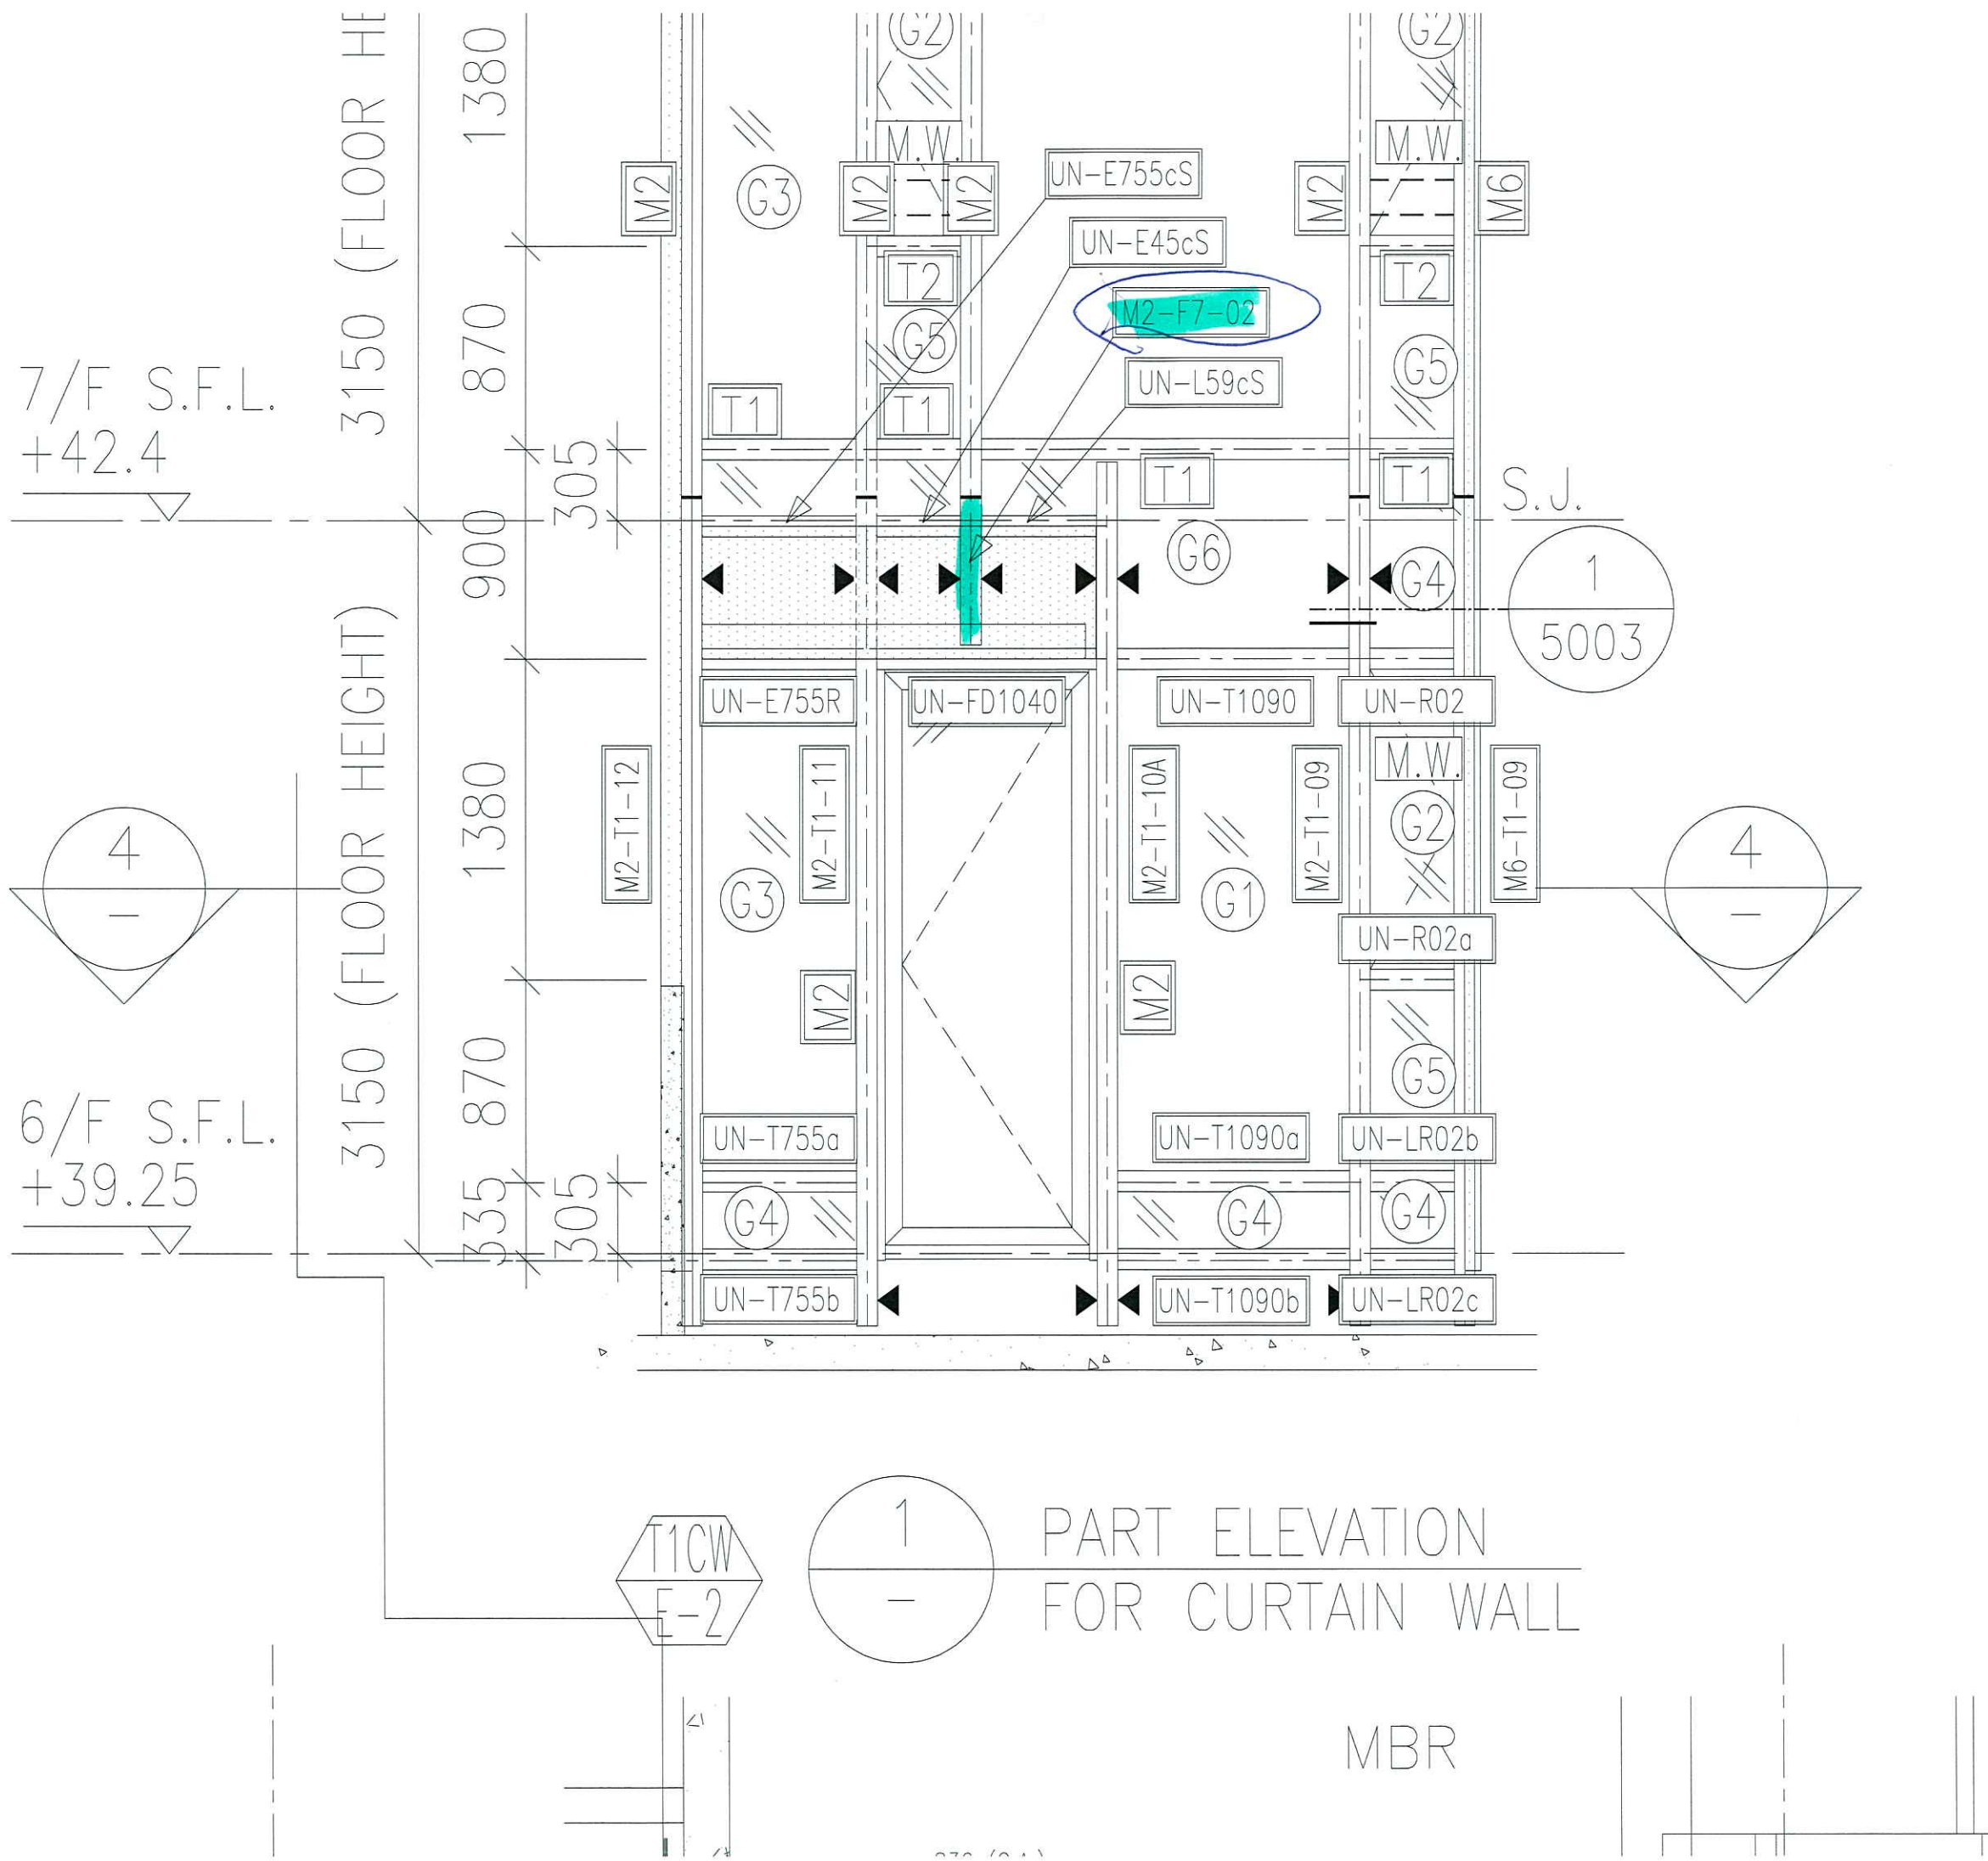 3150 (FLOOR HE
1380
G2
G2
M.W.
M.W.
M2
G3
M2
M2
UN-E755cS
M2
M6
UN-E45cS
T2
T2
M2-F7-02
870
G5
G5
UN-L59cS
7/F S.F.L.
+42.4
T1
T1
305
T1
T1
S.J.
900
G6
G4
1
5003
UN-E755R
UN-FD1040
UN-T1090
UN-R02
3150 (FLOOR HEIGHT)
1380
M2-T1-12
M2-T1-11
M2-T1-10A
M2-T1-09
M.W.
M6-T1-09
G2
4
–
4
–
G3
G1
UN-R02a
M2
M2
870
G5
6/F S.F.L.
+39.25
UN-T755a
UN-T1090a
UN-LR02b
335
305
G4
G4
G4
UN-T755b
UN-T1090b
UN-LR02c
T1CW
E-2
1
–
PART ELEVATION
FOR CURTAIN WALL
MBR